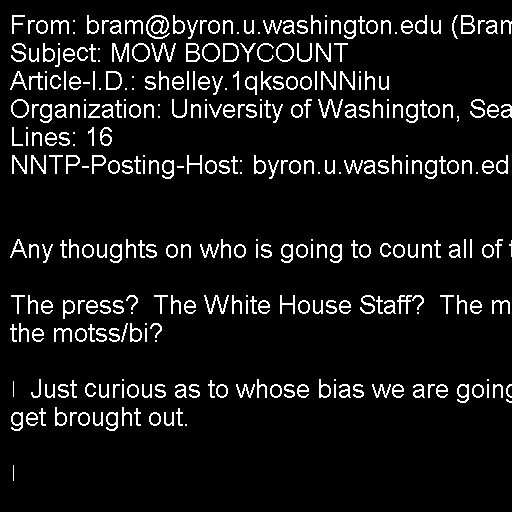 From: bram@byron.u.washington.edu (Bram
Subject: MOW BODYCOUNT
Article-I.D.: shelley.1qksoolNNihu
Organization: University of Washington, Sea
Lines: 16
NNTP-Posting-Host: byron.u.washington.ed
Any thoughts on who is going to count all of t
The press?  The White House Staff?  The m
the motss/bi?
|  Just curious as to whose bias we are going
get brought out.
|